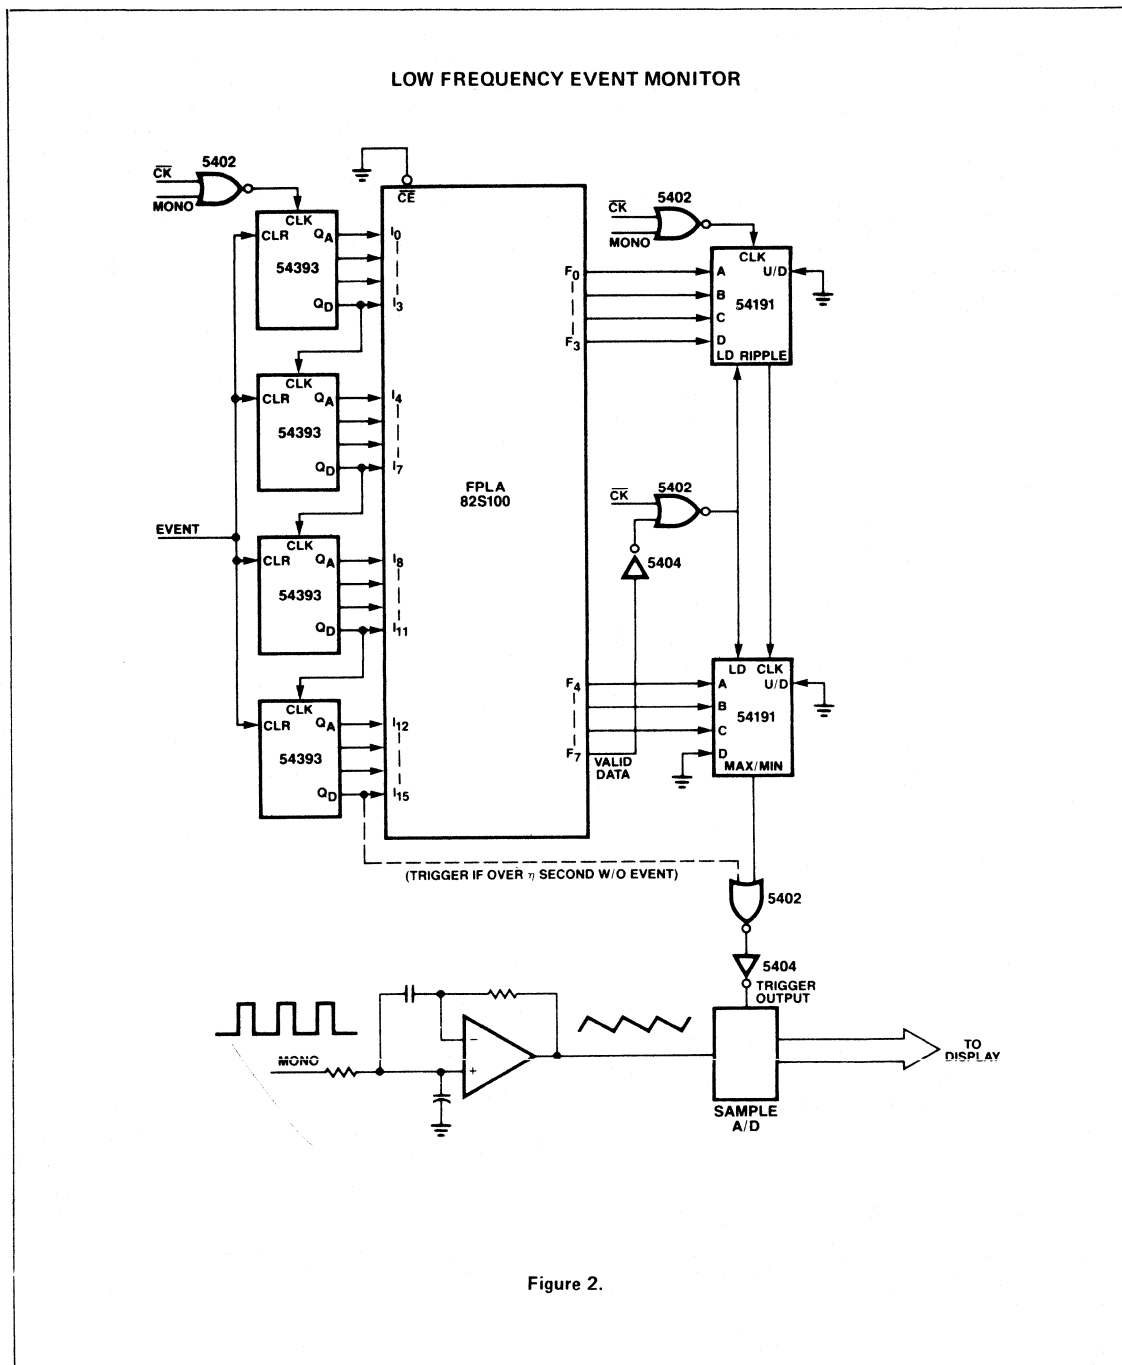 LOW FREQUENCY EVENT MONITOR
CK
MONO
5402
CE
CLK
CLR
QA
54393
QD
I0
I3
CLK
CLR
QA
54393
QD
I4
I7
EVENT
CLK
CLR
QA
54393
QD
I8
I11
CLK
CLR
QA
54393
QD
I12
I15
FPLA
82S100
F0
F3
F4
F7
VALID
DATA
CK
MONO
5402
CLK
A
U/D
B
54191
C
D
LD RIPPLE
CK
5402
5404
LD CLK
A
U/D
B
54191
C
D
MAX/MIN
(TRIGGER IF OVER η SECOND W/O EVENT)
5402
5404
TRIGGER
OUTPUT
MONO
−
+
SAMPLE
A/D
TO
DISPLAY
Figure 2.